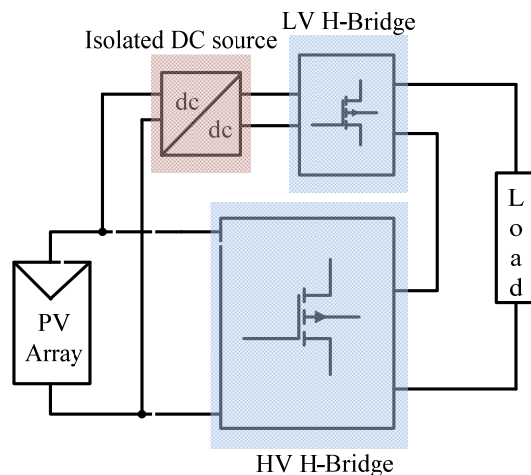 LV H-Bridge
Isolated DC source
dc
dc
PV
Array
L
o
a
d
HV H-Bridge